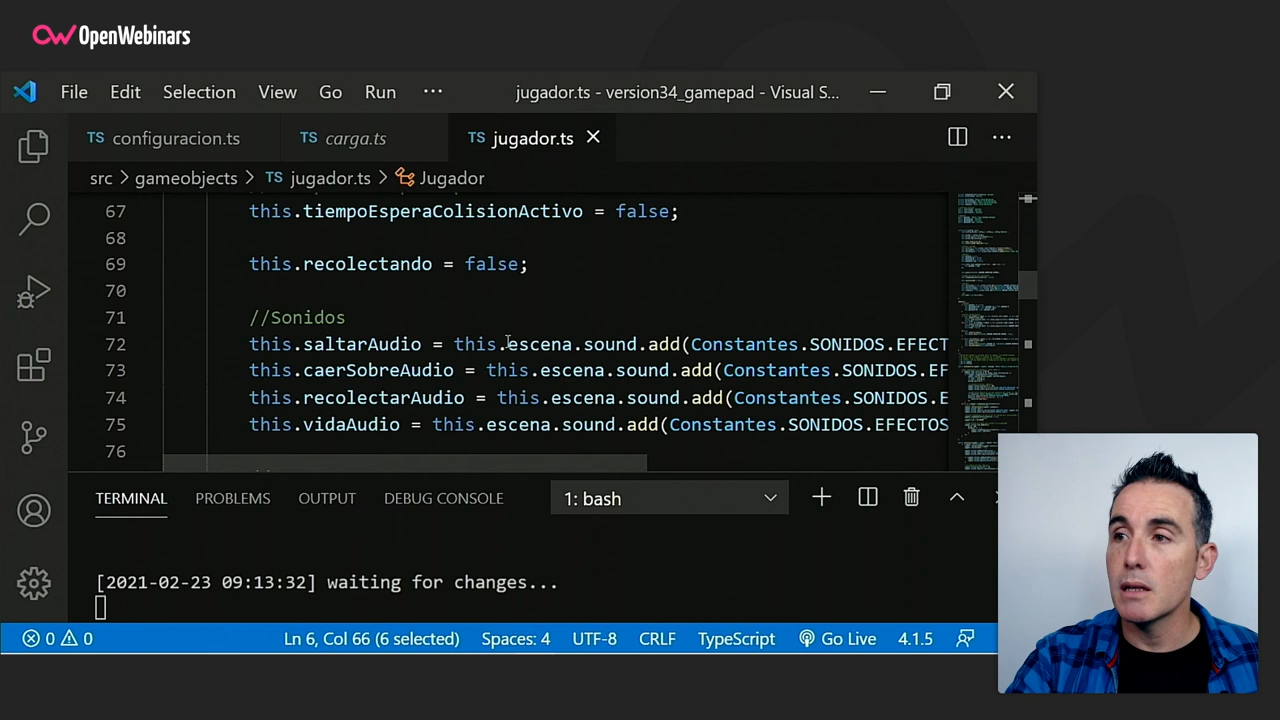 OpenWebinars
File Edit Selection View Go Run ··· jugador.ts - version34_gamepad - Visual S...
TS configuracion.ts TS carga.ts TS jugador.ts
src > gameobjects > TS jugador.ts > Jugador
67 this.tiempoEsperaColisionActivo = false;
68
69 this.recolectando = false;
70
71 //Sonidos
72 this.saltarAudio = this.escena.sound.add(Constantes.SONIDOS.EFECT
73 this.caerSobreAudio = this.escena.sound.add(Constantes.SONIDOS.EF
74 this.recolectarAudio = this.escena.sound.add(Constantes.SONIDOS.E
75 this.vidaAudio = this.escena.sound.add(Constantes.SONIDOS.EFECTOS
76
TERMINAL PROBLEMS OUTPUT DEBUG CONSOLE 1: bash
[2021-02-23 09:13:32] waiting for changes...
0 0 Ln 6, Col 66 (6 selected) Spaces: 4 UTF-8 CRLF TypeScript Go Live 4.1.5